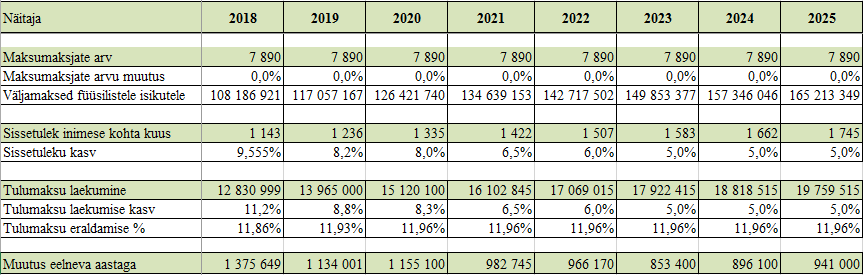 Näitaja 2018 2019 2020 2021 2022 2023 2024 2025
Maksumaksjate arv 7 890 7 890 7 890 7 890 7 890 7 890 7 890 7 890
Maksumaksjate arvu muutus 0,0% 0,0% 0,0% 0,0% 0,0% 0,0% 0,0% 0,0%
Väljamaksed füüsilistele isikutele 108 186 921 117 057 167 126 421 740 134 639 153 142 717 502 149 853 377 157 346 046 165 213 349
Sissetulek inimese kohta kuus 1 143 1 236 1 335 1 422 1 507 1 583 1 662 1 745
Sissetuleku kasv 9,555% 8,2% 8,0% 6,5% 6,0% 5,0% 5,0% 5,0%
Tulumaksu laekumine 12 830 999 13 965 000 15 120 100 16 102 845 17 069 015 17 922 415 18 818 515 19 759 515
Tulumaksu laekumise kasv 11,2% 8,8% 8,3% 6,5% 6,0% 5,0% 5,0% 5,0%
Tulumaksu eraldamise % 11,86% 11,93% 11,96% 11,96% 11,96% 11,96% 11,96% 11,96%
Muutus eelneva aastaga 1 375 649 1 134 001 1 155 100 982 745 966 170 853 400 896 100 941 000